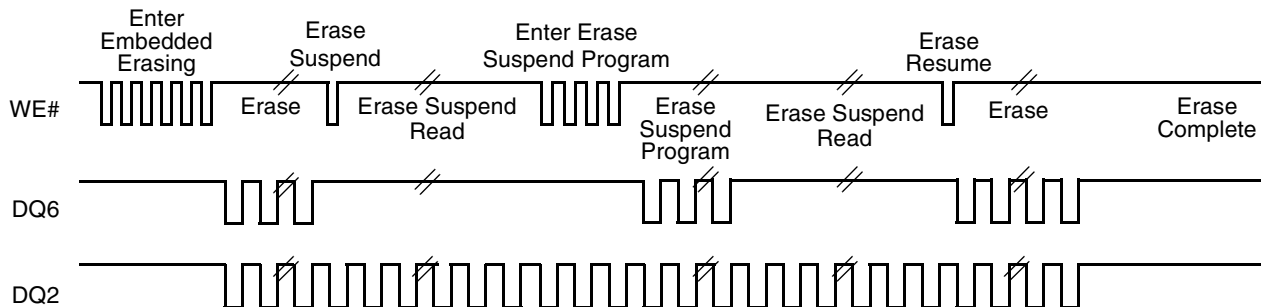 Enter
Embedded
Erasing
Erase
Suspend
Enter Erase
Suspend Program
Erase
Resume
WE#
Erase
Erase Suspend
Read
Erase
Suspend
Program
Erase Suspend
Read
Erase
Erase
Complete
DQ6
DQ2